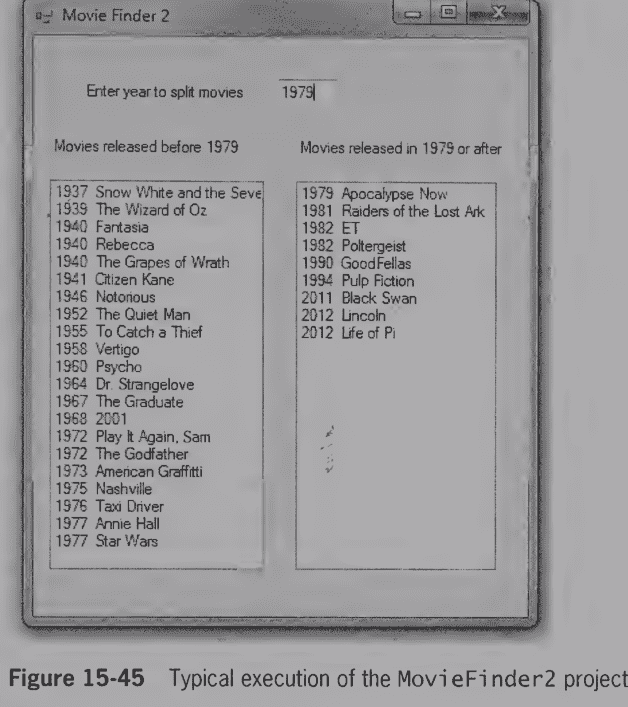 Movie Finder 2
Enter year to split movies 1979
Movies released before 1979
1937 Snow White and the Seve
1939 The Wizard of Oz
1940 Fantasia
1940 Rebecca
1940 The Grapes of Wrath
1941 Citizen Kane
1946 Notorious
1952 The Quiet Man
1955 To Catch a Thief
1958 Vertigo
1960 Psycho
1964 Dr. Strangelove
1967 The Graduate
1968 2001
1972 Play It Again, Sam
1972 The Godfather
1973 American Graffitti
1975 Nashville
1976 Taxi Driver
1977 Annie Hall
1977 Star Wars
Movies released in 1979 or after
1979 Apocalypse Now
1981 Raiders of the Lost Ark
1982 ET
1982 Poltergeist
1990 GoodFellas
1994 Pulp Fiction
2011 Black Swan
2012 Lincoln
2012 Life of Pi
Figure 15-45 Typical execution of the MovieFinder2 project